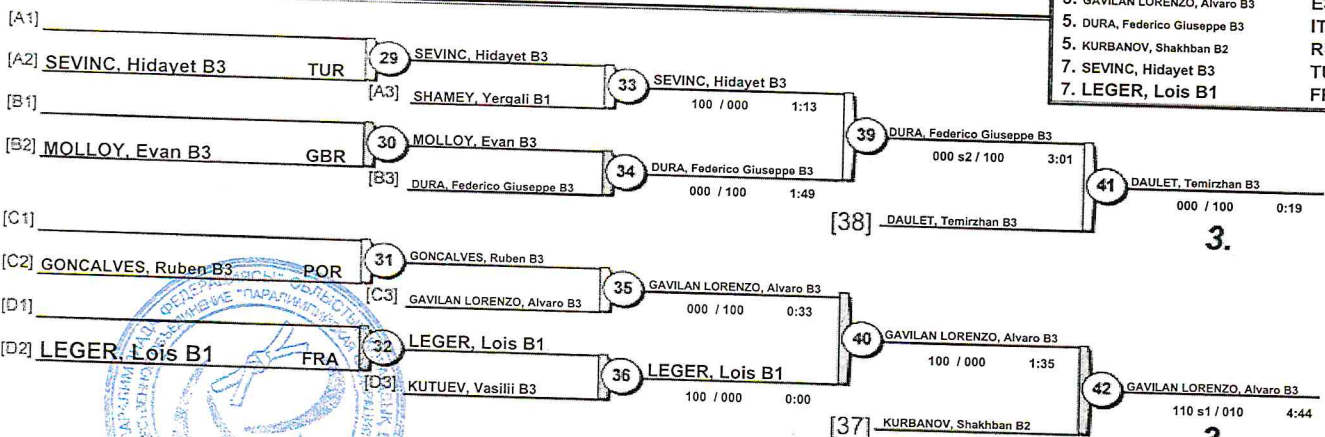 3. GAVILAN LORENZO, Alvaro B3
5. DURA, Federico Giuseppe B3
5. KURBANOV, Shakhban B2
7. SEVINC, Hidayet B3
7. LEGER, Lois B1
[A1]
[A2] SEVINC, Hidayet B3 TUR
29
SEVINC, Hidayet B3
[A3] SHAMEY, Yergali B1
33
SEVINC, Hidayet B3
100 / 000 1:13
[B1]
[B2] MOLLOY, Evan B3 GBR
30
MOLLOY, Evan B3
[B3] DURA, Federico Giuseppe B3
34
DURA, Federico Giuseppe B3
000 / 100 1:49
39
DURA, Federico Giuseppe B3
000 s2 / 100 3:01
[38] DAULET, Temirzhan B3
41
DAULET, Temirzhan B3
000 / 100 0:19
3.
[C1]
[C2] GONCALVES, Ruben B3 POR
31
GONCALVES, Ruben B3
[C3] GAVILAN LORENZO, Alvaro B3
35
GAVILAN LORENZO, Alvaro B3
000 / 100 0:33
[D1]
[D2] LEGER, Lois B1 FRA
32
LEGER, Lois B1
[D3] KUTUEV, Vasilii B3
36
LEGER, Lois B1
100 / 000 0:00
40
GAVILAN LORENZO, Alvaro B3
100 / 000 1:35
[37] KURBANOV, Shakhban B2
42
GAVILAN LORENZO, Alvaro B3
110 s1 / 010 4:44